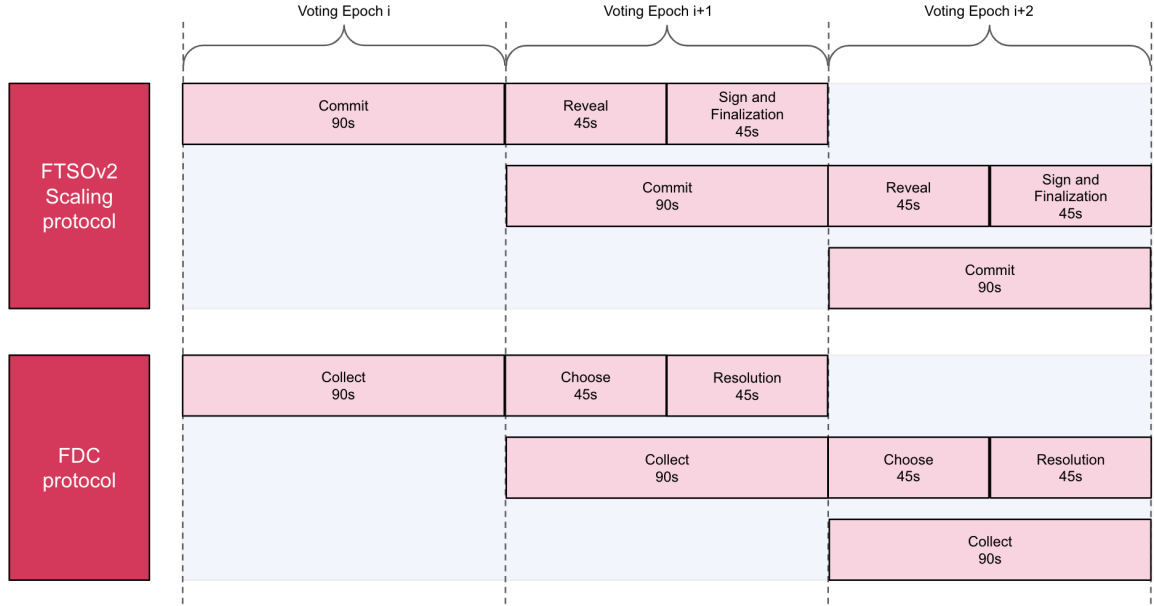 Voting Epoch i
Voting Epoch i+1
Voting Epoch i+2
FTSOv2
Scaling
protocol
Commit
90s
Reveal
45s
Sign and
Finalization
45s
Commit
90s
Reveal
45s
Sign and
Finalization
45s
Commit
90s
FDC
protocol
Collect
90s
Choose
45s
Resolution
45s
Collect
90s
Choose
45s
Resolution
45s
Collect
90s